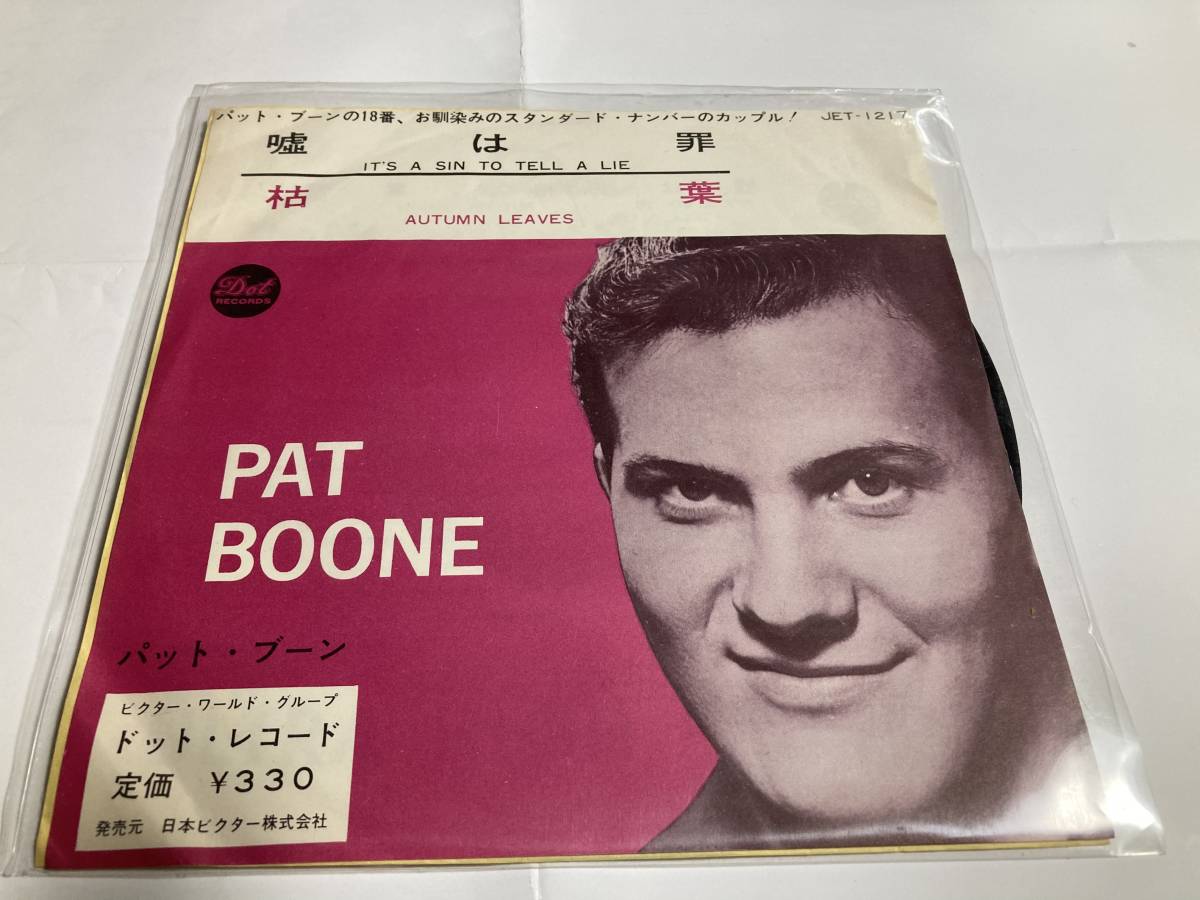 パット・ブーンの18番、お馴染みのスタンダード・ナンバーのカップル! JET-1217
嘘は罪
IT'S A SIN TO TELL A LIE
枯葉
AUTUMN LEAVES
Dot
RECORDS
PAT
BOONE
パット・ブーン
ビクター・ワールド・グループ
ドット・レコード
定価 ¥330
発売元 日本ビクター株式会社